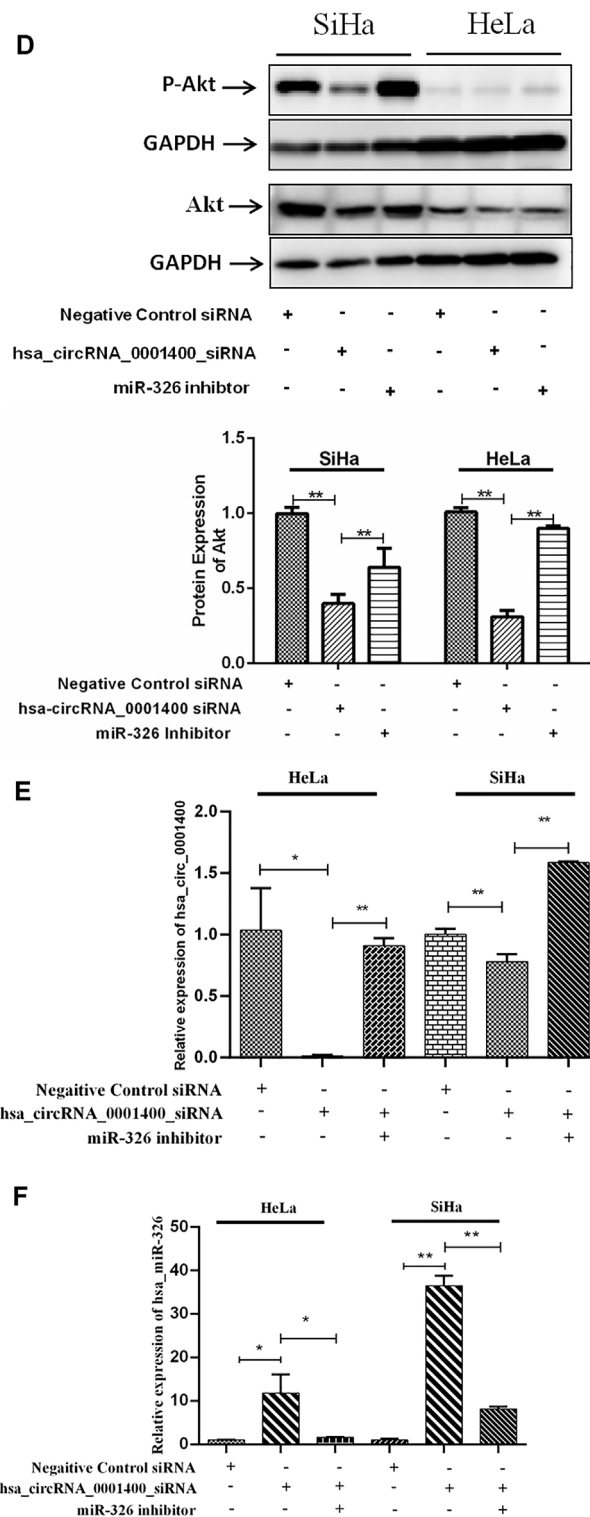 D
SiHa HeLa
P-Akt
GAPDH
Akt
GAPDH
Negative Control siRNA + - - + - -
hsa_circRNA_0001400_siRNA - + - - + -
miR-326 inhibtor - - + - - +
1.5
SiHa HeLa
** ** ** **
1.0
0.5
0.0
Protein Expression
of Akt
Negative Control siRNA + - - + - -
hsa-circRNA_0001400 siRNA - + - - + -
miR-326 Inhibitor - - + - - +
E
HeLa SiHa
2.0
1.5
1.0
0.5
0.0
* ** ** **
Relative expression of hsa_circ_0001400
Negaitive Control siRNA + - - + - -
hsa_circRNA_0001400_siRNA - + + - + +
miR-326 inhibitor - - + - - +
F
HeLa SiHa
50
40
30
20
10
0
* * ** **
Relative expression of hsa_miR-326
Negaitive Control siRNA + - - + - -
hsa_circRNA_0001400_siRNA - + + - + +
miR-326 inhibitor - - + - - +